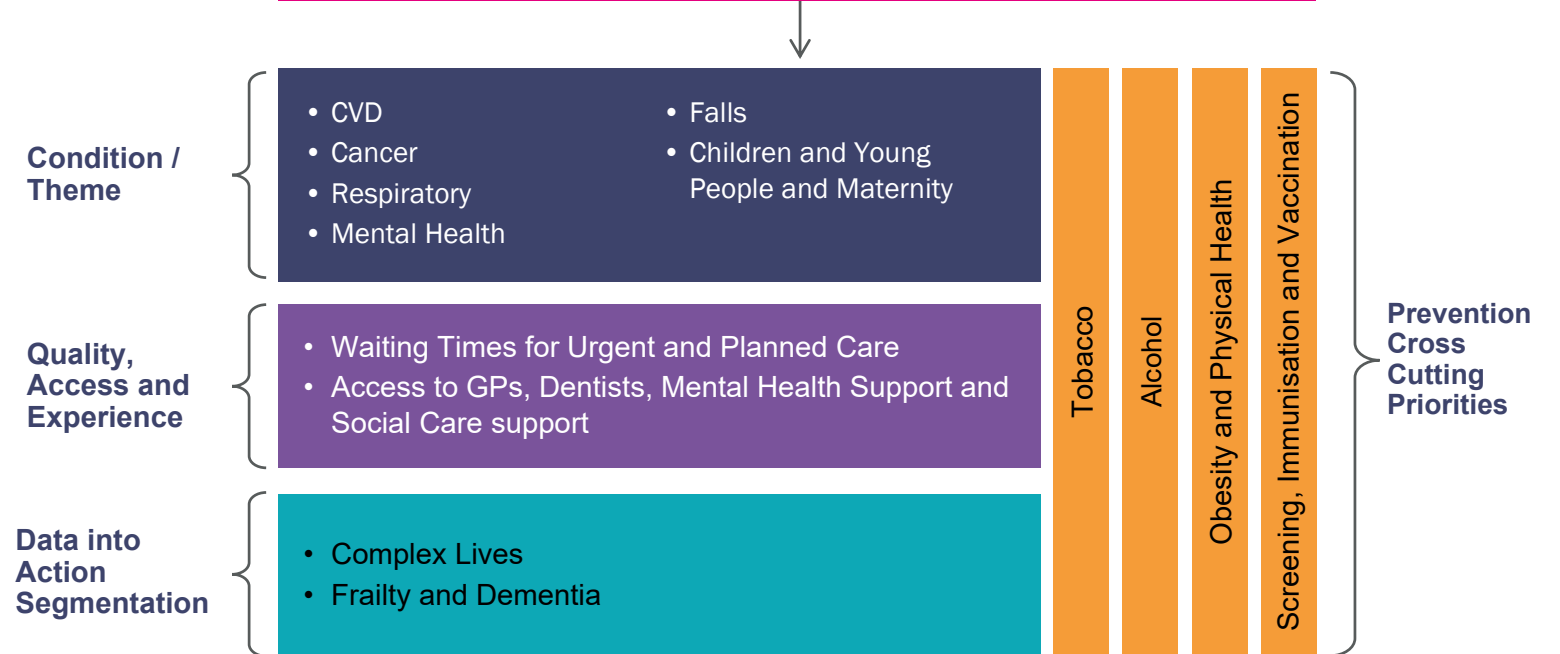 Condition /
Theme
• CVD
• Cancer
• Respiratory
• Mental Health
• Falls
• Children and Young
People and Maternity
Quality,
Access and
Experience
• Waiting Times for Urgent and Planned Care
• Access to GPs, Dentists, Mental Health Support and
Social Care support
Data into
Action
Segmentation
• Complex Lives
• Frailty and Dementia
Tobacco
Alcohol
Obesity and Physical Health
Screening, Immunisation and Vaccination
Prevention
Cross
Cutting
Priorities